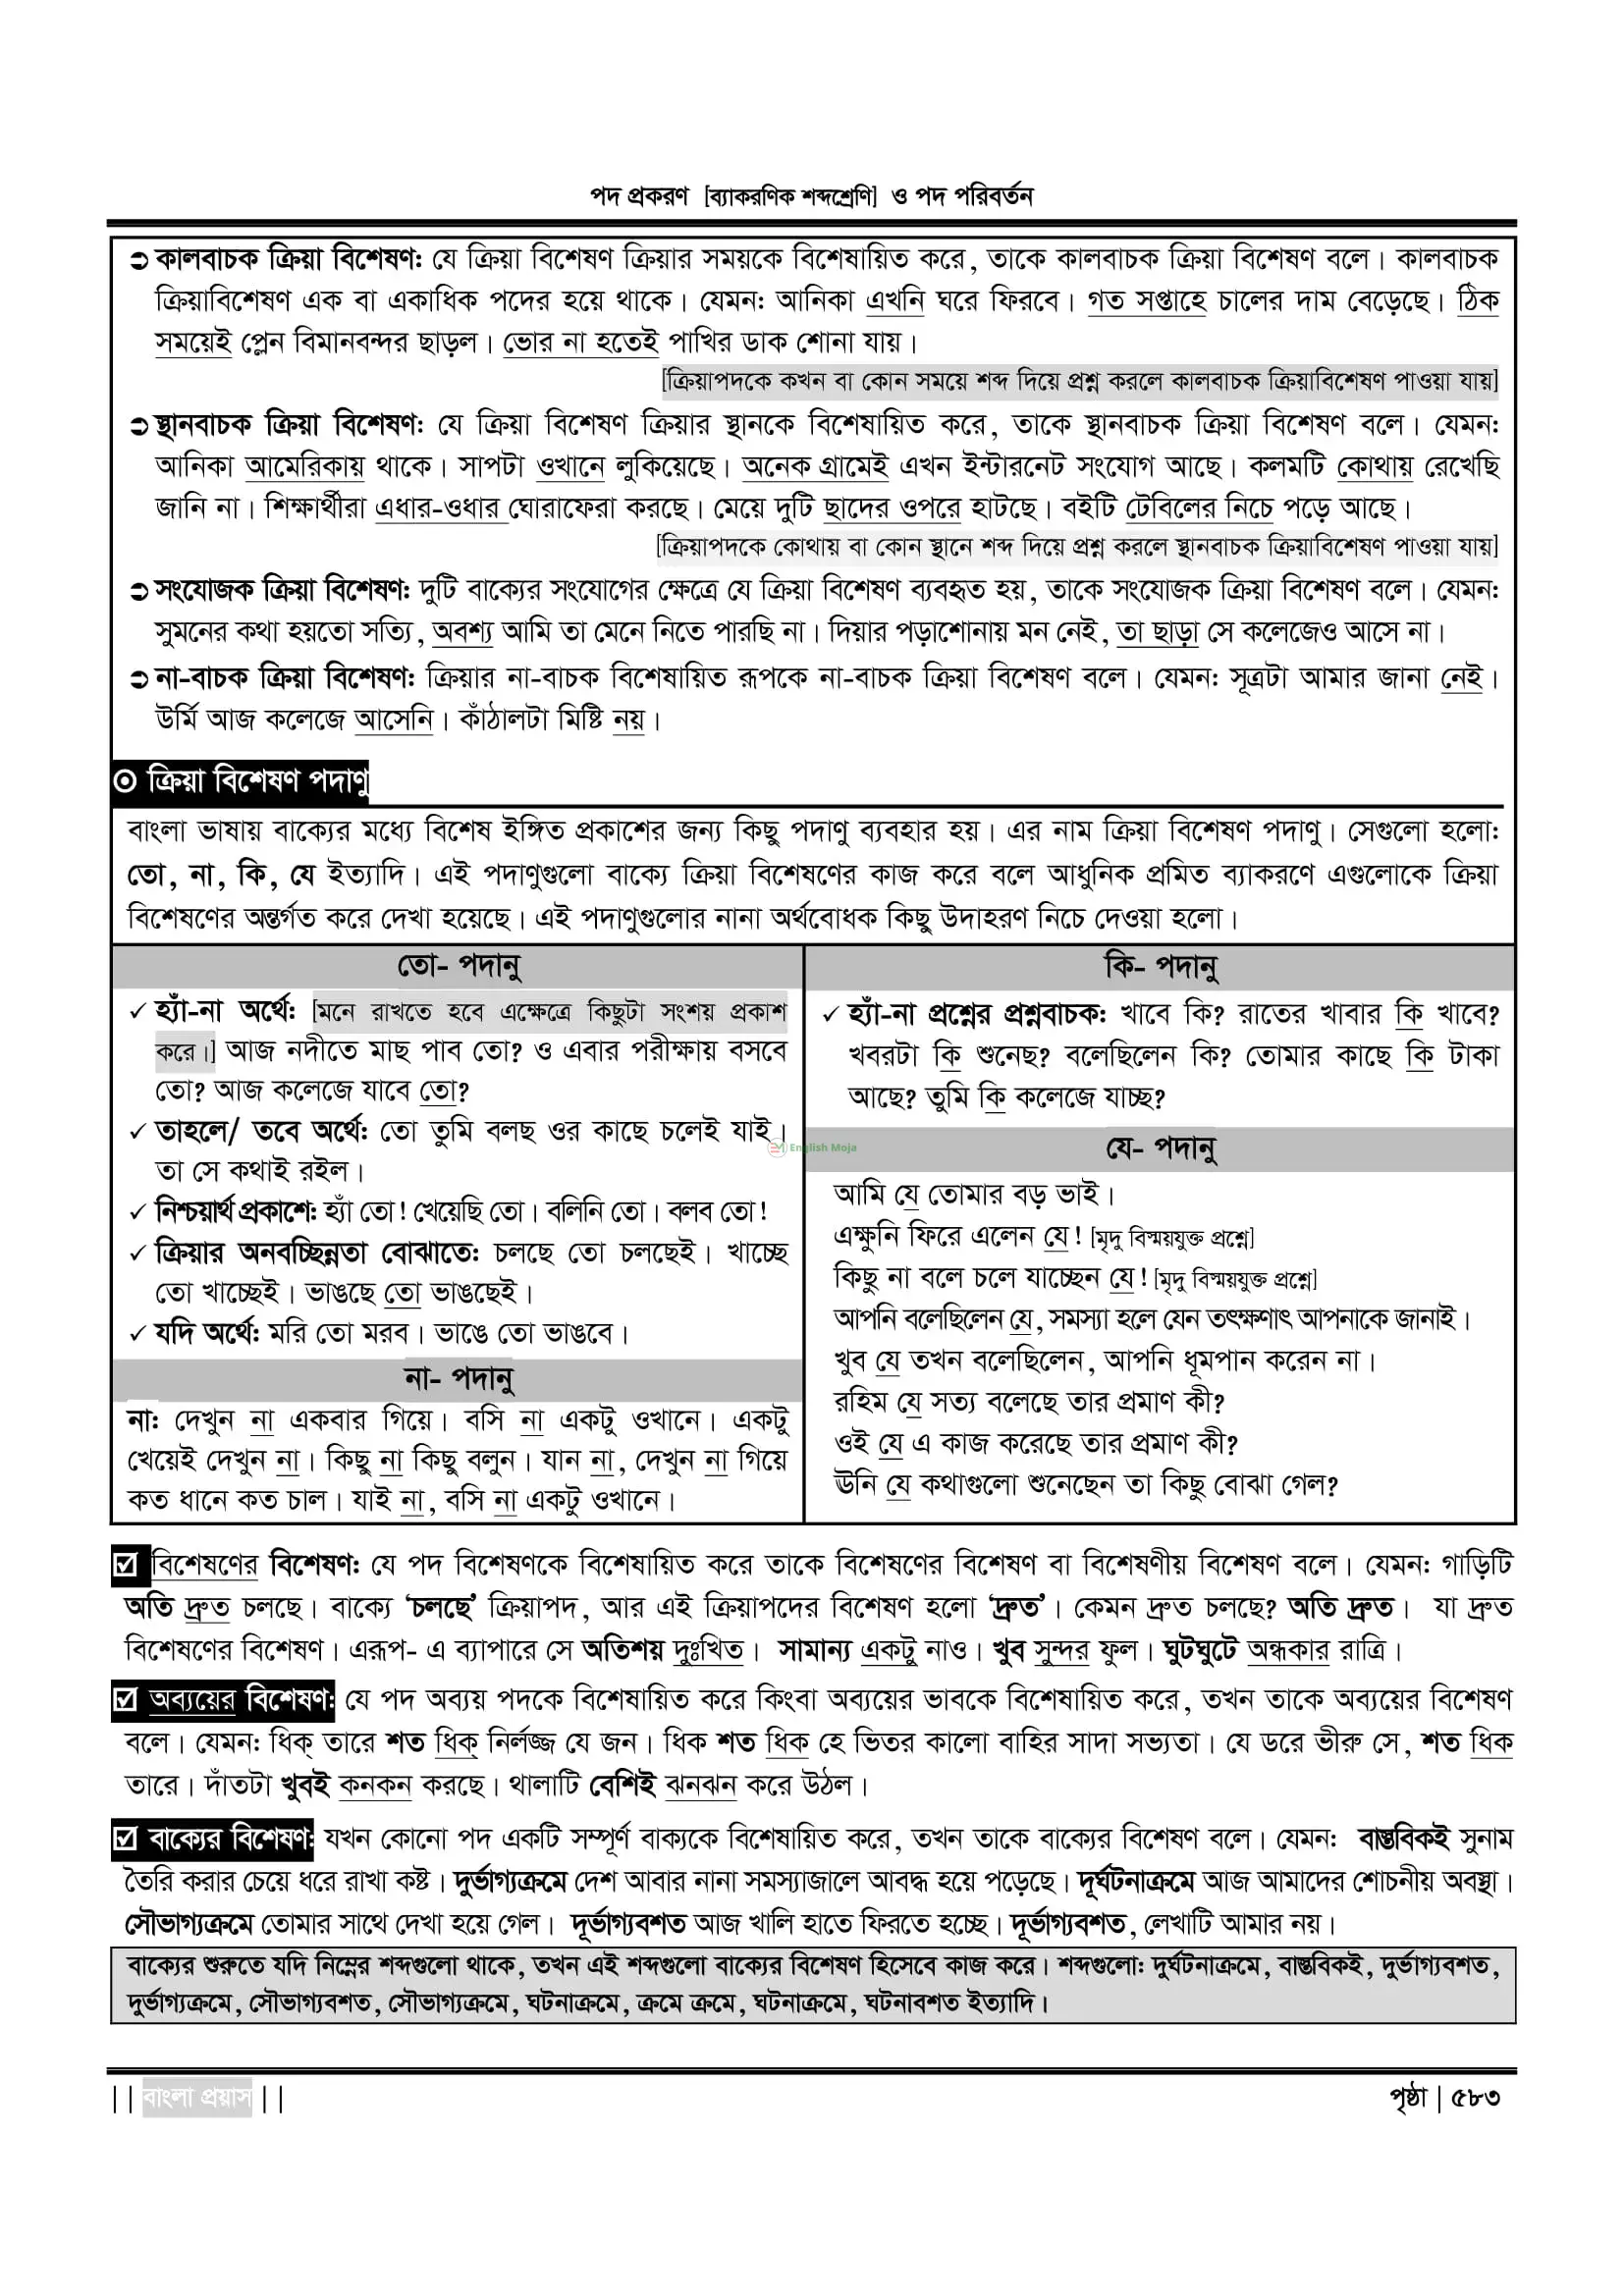 পদ প্রকরণ [ব্যাকরণিক শব্দশ্রেণি] ও পদ পরিবর্তন
➲ কালবাচক ক্রিয়া বিশেষণ: যে ক্রিয়া বিশেষণ ক্রিয়ার সময়কে বিশেষায়িত করে, তাকে কালবাচক ক্রিয়া বিশেষণ বলে। কালবাচক
ক্রিয়াবিশেষণ এক বা একাধিক পদের হয়ে থাকে। যেমন: আনিকা এখনি ঘরে ফিরবে। গত সপ্তাহে চালের দাম বেড়েছে। ঠিক
সময়েই প্লেন বিমানবন্দর ছাড়ল। ভোর না হতেই পাখির ডাক শোনা যায়।
[ক্রিয়াপদকে কখন বা কোন সময়ে শব্দ দিয়ে প্রশ্ন করলে কালবাচক ক্রিয়াবিশেষণ পাওয়া যায়]
➲ স্থানবাচক ক্রিয়া বিশেষণ: যে ক্রিয়া বিশেষণ ক্রিয়ার স্থানকে বিশেষায়িত করে, তাকে স্থানবাচক ক্রিয়া বিশেষণ বলে। যেমন:
আনিকা আমেরিকায় থাকে। সাপটা ওখানে লুকিয়েছে। অনেক গ্রামেই এখন ইন্টারনেট সংযোগ আছে। কলমটি কোথায় রেখেছি
জানি না। শিক্ষার্থীরা এধার-ওধার ঘোরাফেরা করছে। মেয়ে দুটি ছাদের ওপরে হাটছে। বইটি টেবিলের নিচে পড়ে আছে।
[ক্রিয়াপদকে কোথায় বা কোন স্থানে শব্দ দিয়ে প্রশ্ন করলে স্থানবাচক ক্রিয়াবিশেষণ পাওয়া যায়]
➲ সংযোজক ক্রিয়া বিশেষণ: দুটি বাক্যের সংযোগের ক্ষেত্রে যে ক্রিয়া বিশেষণ ব্যবহৃত হয়, তাকে সংযোজক ক্রিয়া বিশেষণ বলে। যেমন:
সুমনের কথা হয়তো সত্যি, অবশ্য আমি তা মেনে নিতে পারছি না। দিয়ার পড়াশোনায় মন নেই, তা ছাড়া সে কলেজেও আসে না।
➲ না-বাচক ক্রিয়া বিশেষণ: ক্রিয়ার না-বাচক বিশেষায়িত রূপকে না-বাচক ক্রিয়া বিশেষণ বলে। যেমন: সূত্রটা আমার জানা নেই।
উর্মি আজ কলেজে আসেনি। কাঁঠালটা মিষ্টি নয়।
⊙ ক্রিয়া বিশেষণ পদাণু
বাংলা ভাষায় বাক্যের মধ্যে বিশেষ ইঙ্গিত প্রকাশের জন্য কিছু পদাণু ব্যবহার হয়। এর নাম ক্রিয়া বিশেষণ পদাণু। সেগুলো হলো:
তো, না, কি, যে ইত্যাদি। এই পদাণুগুলো বাক্যে ক্রিয়া বিশেষণের কাজ করে বলে আধুনিক প্রমিত ব্যাকরণে এগুলোকে ক্রিয়া
বিশেষণের অন্তর্গত করে দেখা হয়েছে। এই পদাণুগুলোর নানা অর্থবোধক কিছু উদাহরণ নিচে দেওয়া হলো।
তো- পদানু
✓ হ্যাঁ-না অর্থে: [মনে রাখতে হবে এক্ষেত্রে কিছুটা সংশয় প্রকাশ
করে।] আজ নদীতে মাছ পাব তো? ও এবার পরীক্ষায় বসবে
তো? আজ কলেজে যাবে তো?
✓ তাহলে/ তবে অর্থে: তো তুমি বলছ ওর কাছে চলেই যাই।
তা সে কথাই রইল।
✓ নিশ্চয়ার্থ প্রকাশে: হ্যাঁ তো! খেয়েছি তো। বলিনি তো। বলব তো!
✓ ক্রিয়ার অনবচ্ছিন্নতা বোঝাতে: চলছে তো চলছেই। খাচ্ছে
তো খাচ্ছেই। ভাঙছে তো ভাঙছেই।
✓ যদি অর্থে: মরি তো মরব। ভাঙে তো ভাঙবে।
না- পদানু
না: দেখুন না একবার গিয়ে। বসি না একটু ওখানে। একটু
খেয়েই দেখুন না। কিছু না কিছু বলুন। যান না, দেখুন না গিয়ে
কত ধানে কত চাল। যাই না, বসি না একটু ওখানে।
কি- পদানু
✓ হ্যাঁ-না প্রশ্নের প্রশ্নবাচক: খাবে কি? রাতের খাবার কি খাবে?
খবরটা কি শুনেছ? বলেছিলেন কি? তোমার কাছে কি টাকা
আছে? তুমি কি কলেজে যাচ্ছ?
English Moja
যে- পদানু
আমি যে তোমার বড় ভাই।
এক্ষুনি ফিরে এলেন যে! [মৃদু বিস্ময়যুক্ত প্রশ্নে]
কিছু না বলে চলে যাচ্ছেন যে! [মৃদু বিস্ময়যুক্ত প্রশ্নে]
আপনি বলেছিলেন যে, সমস্যা হলে যেন তৎক্ষণাৎ আপনাকে জানাই।
খুব যে তখন বলেছিলেন, আপনি ধূমপান করেন না।
রহিম যে সত্য বলেছে তার প্রমাণ কী?
ওই যে এ কাজ করেছে তার প্রমাণ কী?
ঊনি যে কথাগুলো শুনেছেন তা কিছু বোঝা গেল?
☑ বিশেষণের বিশেষণ: যে পদ বিশেষণকে বিশেষায়িত করে তাকে বিশেষণের বিশেষণ বা বিশেষণীয় বিশেষণ বলে। যেমন: গাড়িটি
অতি দ্রুত চলছে। বাক্যে ‘চলছে’ ক্রিয়াপদ, আর এই ক্রিয়াপদের বিশেষণ হলো ‘দ্রুত’। কেমন দ্রুত চলছে? অতি দ্রুত। যা দ্রুত
বিশেষণের বিশেষণ। এরূপ- এ ব্যাপারে সে অতিশয় দুঃখিত। সামান্য একটু নাও। খুব সুন্দর ফুল। ঘুটঘুটে অন্ধকার রাত্রি।
☑ অব্যয়ের বিশেষণ: যে পদ অব্যয় পদকে বিশেষায়িত করে কিংবা অব্যয়ের ভাবকে বিশেষায়িত করে, তখন তাকে অব্যয়ের বিশেষণ
বলে। যেমন: ধিক্ তারে শত ধিক্ নির্লজ্জ যে জন। ধিক শত ধিক হে ভিতর কালো বাহির সাদা সভ্যতা। যে ডরে ভীরু সে, শত ধিক
তারে। দাঁতটা খুবই কনকন করছে। থালাটি বেশিই ঝনঝন করে উঠল।
☑ বাক্যের বিশেষণ: যখন কোনো পদ একটি সম্পূর্ণ বাক্যকে বিশেষায়িত করে, তখন তাকে বাক্যের বিশেষণ বলে। যেমন: বাস্তবিকই সুনাম
তৈরি করার চেয়ে ধরে রাখা কষ্ট। দুর্ভাগ্যক্রমে দেশ আবার নানা সমস্যাজালে আবদ্ধ হয়ে পড়েছে। দূর্ঘটনাক্রমে আজ আমাদের শোচনীয় অবস্থা।
সৌভাগ্যক্রমে তোমার সাথে দেখা হয়ে গেল। দূর্ভাগ্যবশত আজ খালি হাতে ফিরতে হচ্ছে। দূর্ভাগ্যবশত, লেখাটি আমার নয়।
বাক্যের শুরুতে যদি নিম্নের শব্দগুলো থাকে, তখন এই শব্দগুলো বাক্যের বিশেষণ হিসেবে কাজ করে। শব্দগুলো: দুর্ঘটনাক্রমে, বাস্তবিকই, দুর্ভাগ্যবশত,
দুর্ভাগ্যক্রমে, সৌভাগ্যবশত, সৌভাগ্যক্রমে, ঘটনাক্রমে, ক্রমে ক্রমে, ঘটনাক্রমে, ঘটনাবশত ইত্যাদি।
|| বাংলা প্রয়াস || পৃষ্ঠা | ৫৮৩